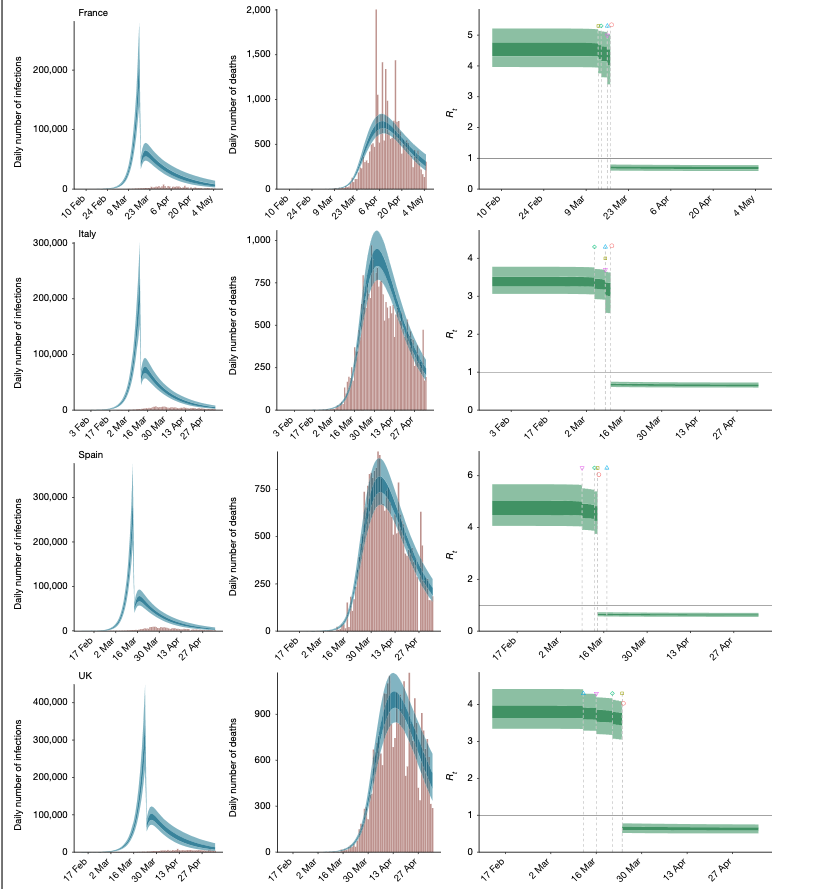 France
Daily number of infections
200,000
100,000
0
10 Feb
24 Feb
9 Mar
23 Mar
6 Apr
20 Apr
4 May
Daily number of deaths
2,000
1,500
1,000
500
0
10 Feb
24 Feb
9 Mar
23 Mar
6 Apr
20 Apr
4 May
Rt
5
4
3
2
1
0
10 Feb
24 Feb
9 Mar
23 Mar
6 Apr
20 Apr
4 May
Italy
Daily number of infections
300,000
200,000
100,000
0
3 Feb
17 Feb
2 Mar
16 Mar
30 Mar
13 Apr
27 Apr
Daily number of deaths
1,000
750
500
250
0
3 Feb
17 Feb
2 Mar
16 Mar
30 Mar
13 Apr
27 Apr
Rt
4
3
2
1
0
3 Feb
17 Feb
2 Mar
16 Mar
30 Mar
13 Apr
27 Apr
Spain
Daily number of infections
300,000
200,000
100,000
0
17 Feb
2 Mar
16 Mar
30 Mar
13 Apr
27 Apr
Daily number of deaths
750
500
250
0
17 Feb
2 Mar
16 Mar
30 Mar
13 Apr
27 Apr
Rt
6
4
2
0
17 Feb
2 Mar
16 Mar
30 Mar
13 Apr
27 Apr
UK
Daily number of infections
400,000
300,000
200,000
100,000
0
17 Feb
2 Mar
16 Mar
30 Mar
13 Apr
27 Apr
Daily number of deaths
900
600
300
0
17 Feb
2 Mar
16 Mar
30 Mar
13 Apr
27 Apr
Rt
4
3
2
1
0
17 Feb
2 Mar
16 Mar
30 Mar
13 Apr
27 Apr